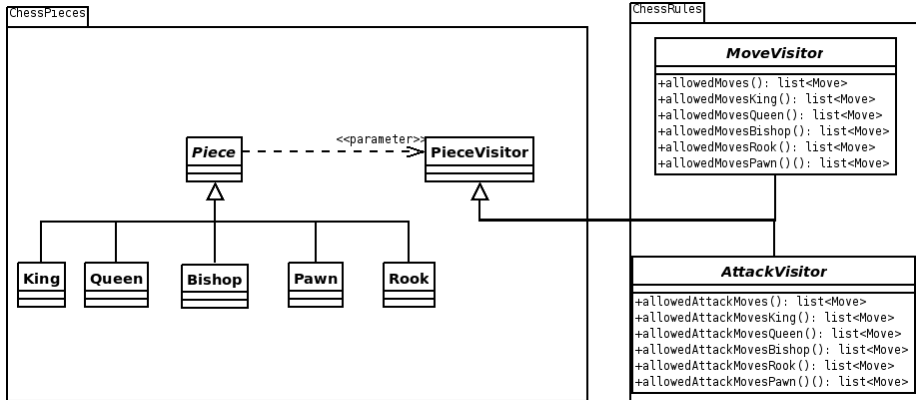 ChessPieces
ChessRules
MoveVisitor
+allowedMoves(): list<Move>
+allowedMovesKing(): list<Move>
+allowedMovesQueen(): list<Move>
+allowedMovesBishop(): list<Move>
+allowedMovesRook(): list<Move>
+allowedMovesPawn()(): list<Move>
Piece
<<parameter>>
PieceVisitor
King
Queen
Bishop
Pawn
Rook
AttackVisitor
+allowedAttackMoves(): list<Move>
+allowedAttackMovesKing(): list<Move>
+allowedAttackMovesQueen(): list<Move>
+allowedAttackMovesBishop(): list<Move>
+allowedAttackMovesRook(): list<Move>
+allowedAttackMovesPawn()(): list<Move>